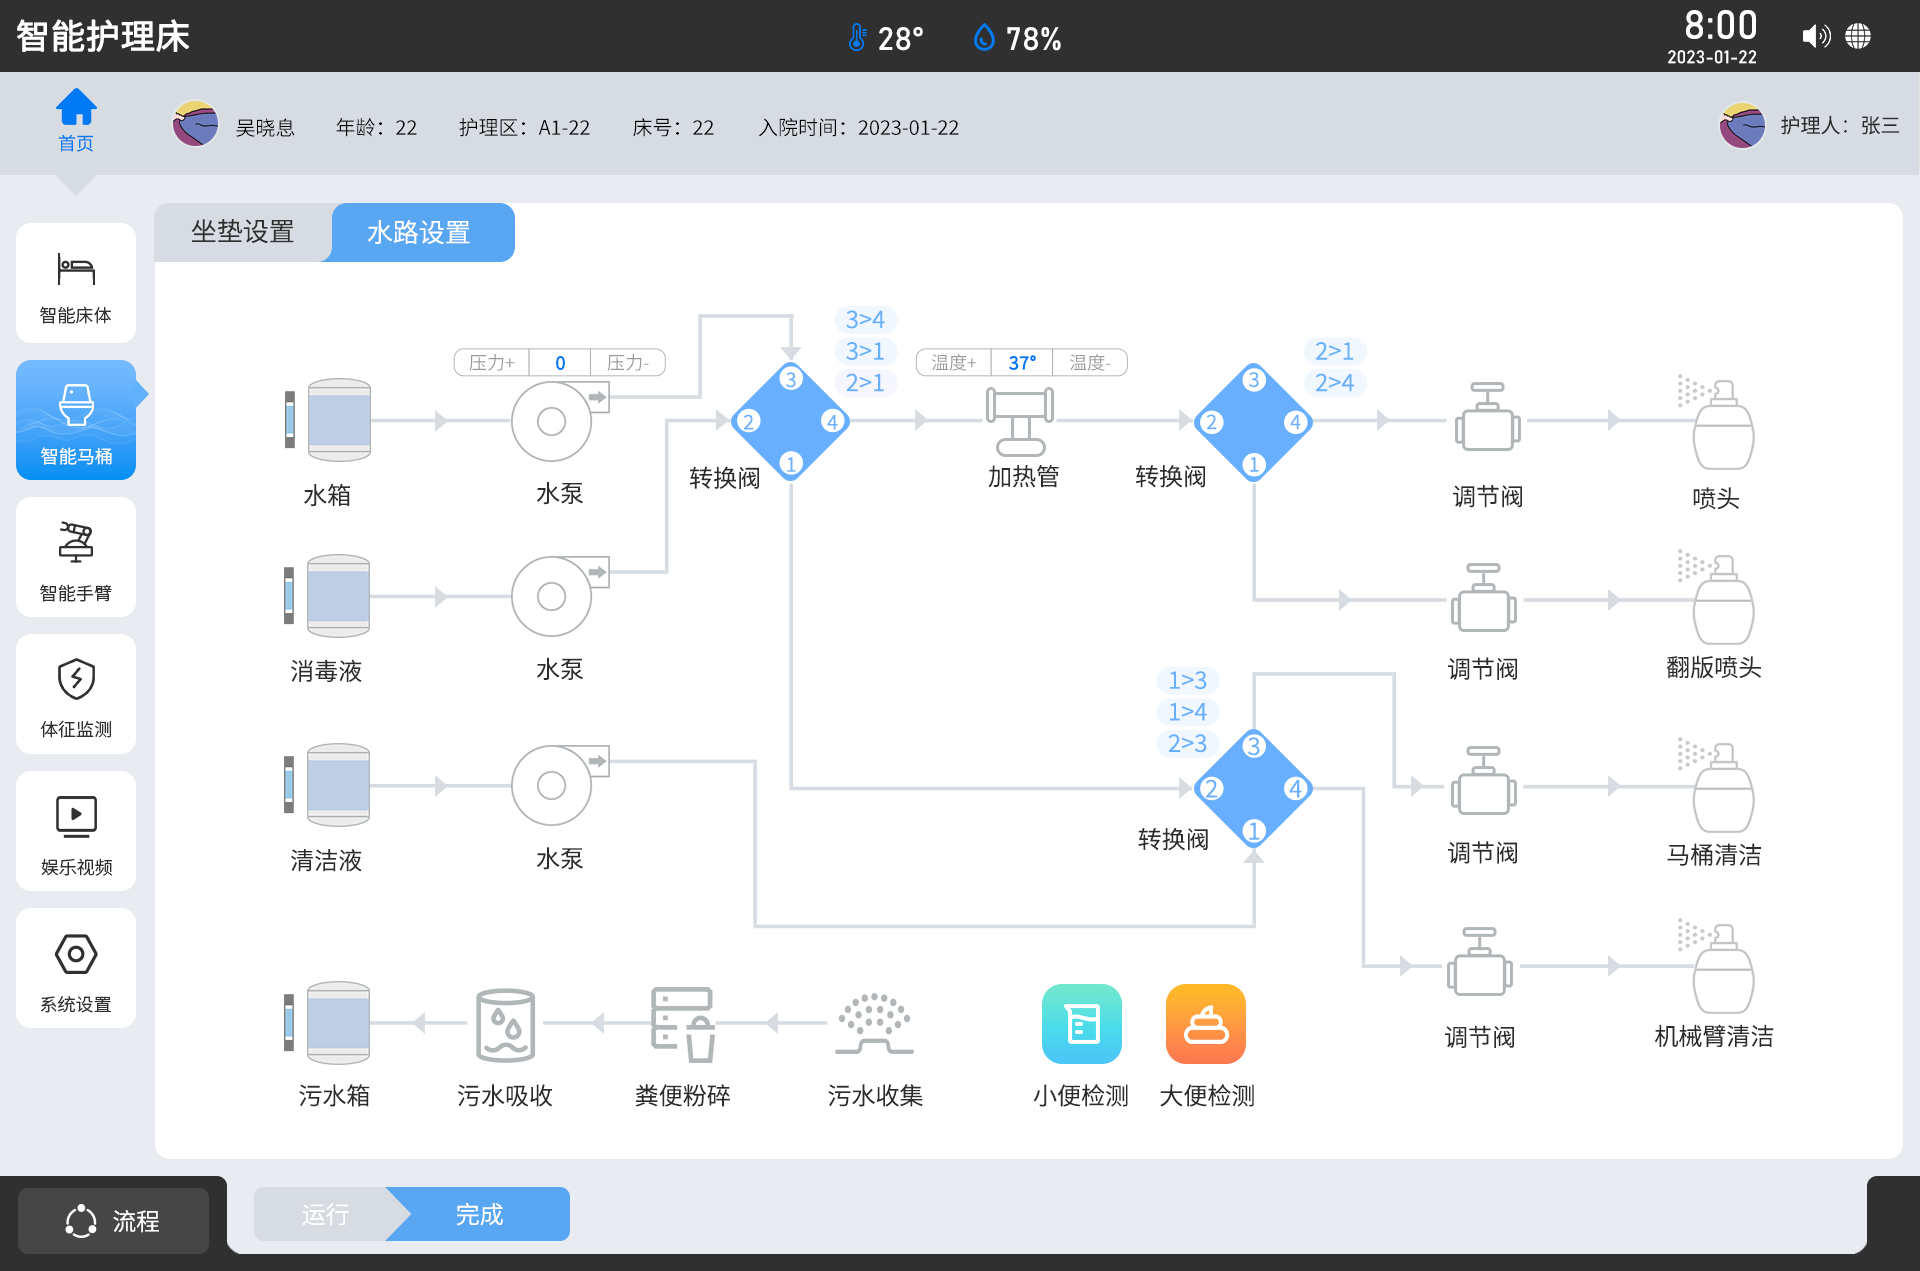 智能护理床
28°
78%
8:00
2023-01-22
首页
吴晓息
年龄：22
护理区：A1-22
床号：22
入院时间：2023-01-22
护理人：张三
坐垫设置
水路设置
智能床体
智能马桶
智能手臂
体征监测
娱乐视频
系统设置
3>4
3>1
2>1
压力+
0
压力-
温度+
37°
温度-
2>1
2>4
3
2
4
1
3
2
4
1
水箱
水泵
转换阀
加热管
转换阀
调节阀
喷头
消毒液
水泵
调节阀
翻版喷头
1>3
1>4
2>3
3
2
4
1
转换阀
清洁液
水泵
调节阀
马桶清洁
调节阀
机械臂清洁
污水箱
污水吸收
粪便粉碎
污水收集
小便检测
大便检测
流程
运行
完成